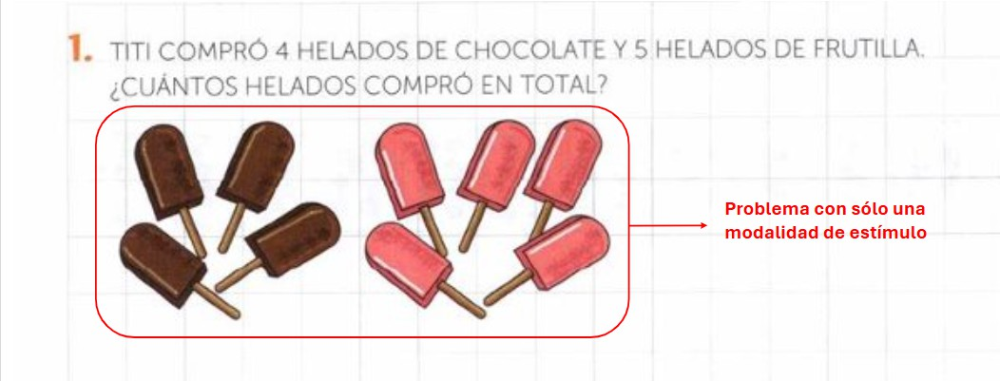 1. TITI COMPRÓ 4 HELADOS DE CHOCOLATE Y 5 HELADOS DE FRUTILLA.
¿CUÁNTOS HELADOS COMPRÓ EN TOTAL?
Problema con sólo una
modalidad de estímulo